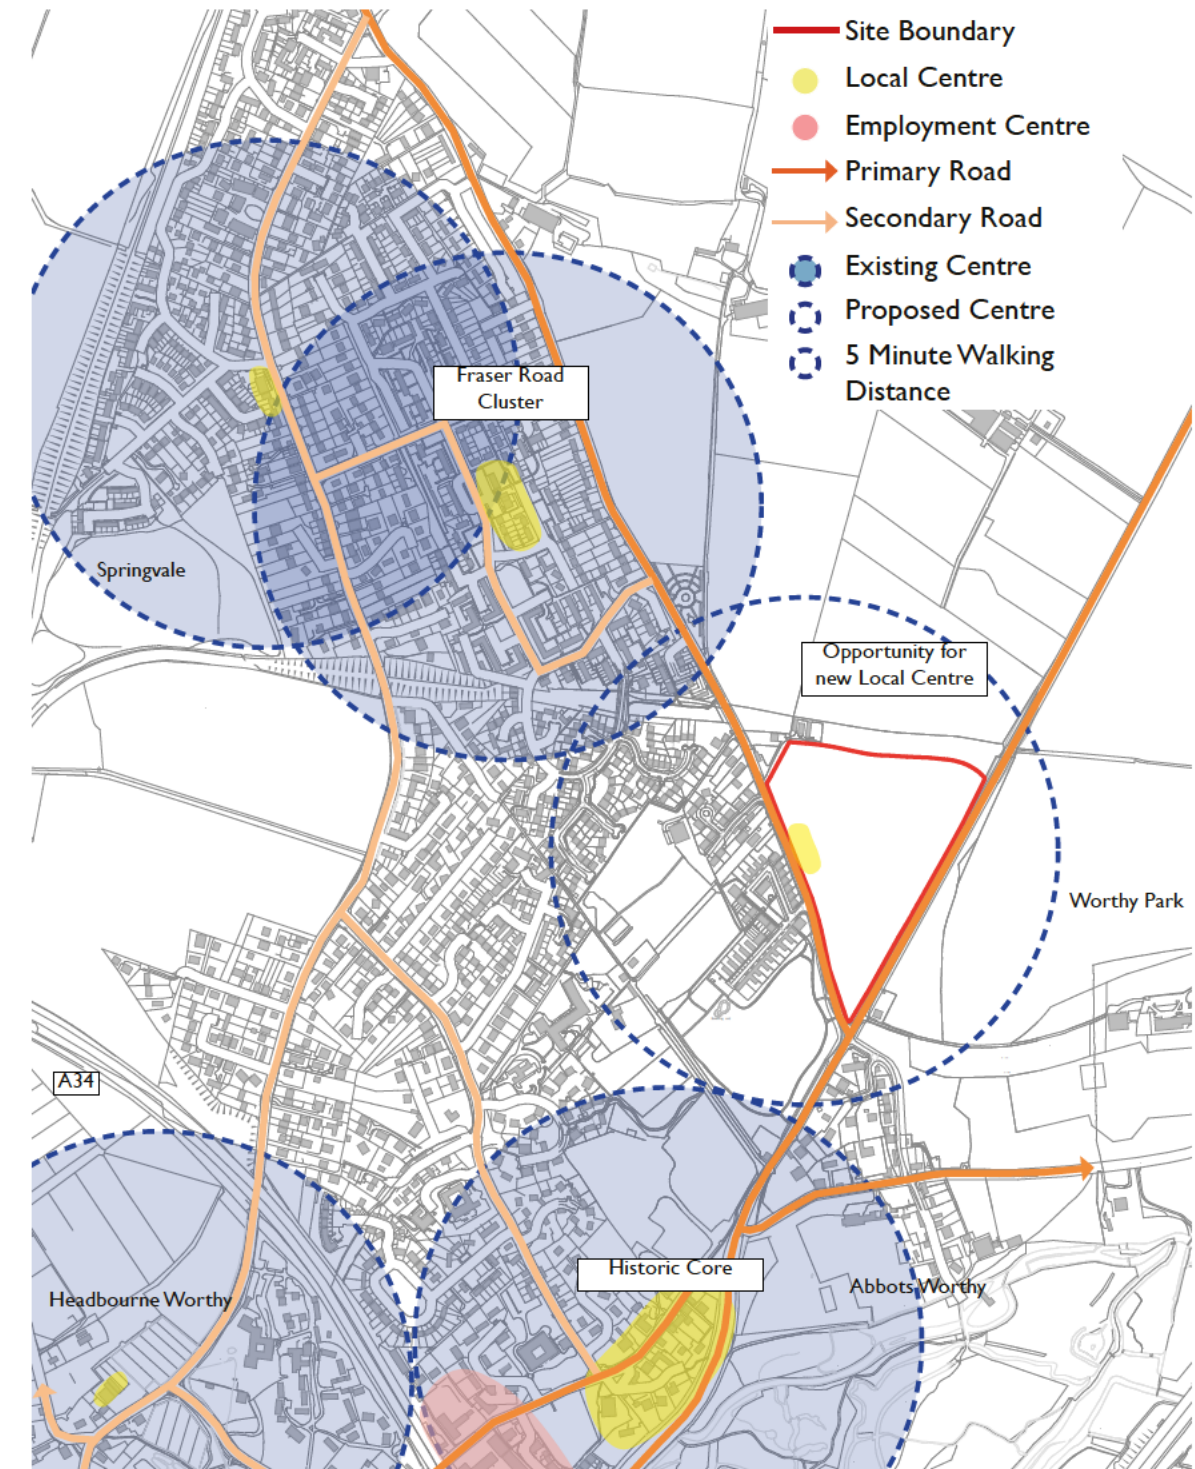 Site Boundary
Local Centre
Employment Centre
Primary Road
Secondary Road
Existing Centre
Proposed Centre
5 Minute Walking
Distance
Fraser Road
Cluster
Springvale
Opportunity for
new Local Centre
Worthy Park
A34
Historic Core
Abbots Worthy
Headbourne Worthy